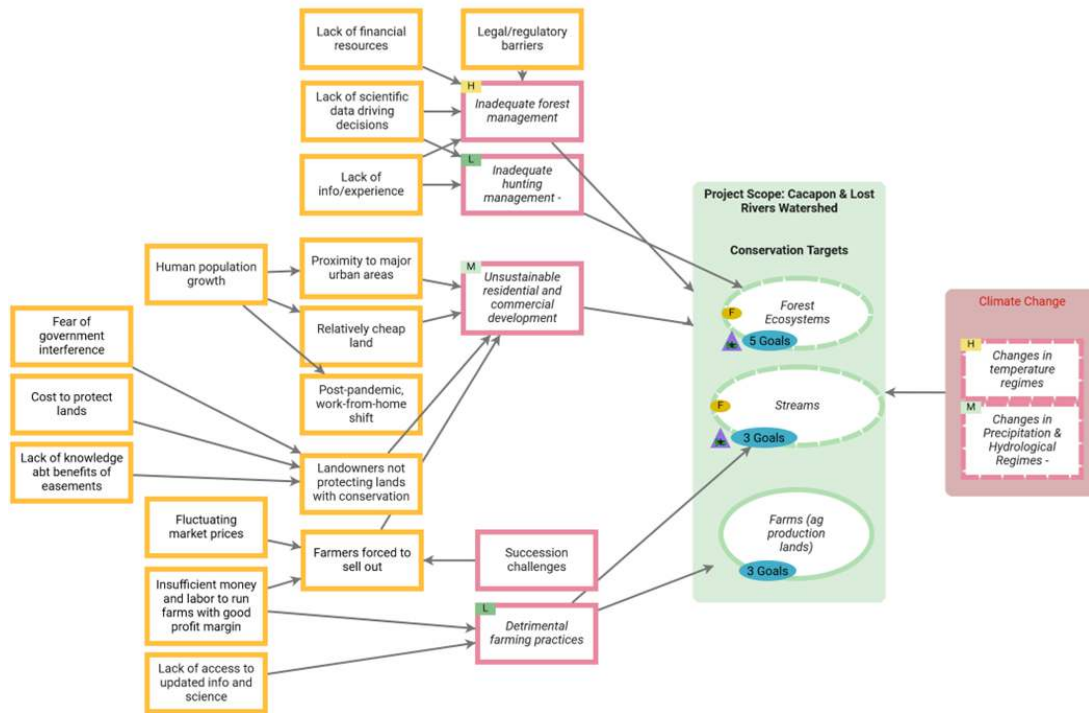 Lack of financial
resources
Legal/regulatory
barriers
Lack of scientific
data driving
decisions
H
Inadequate forest
management
Lack of
info/experience
L
Inadequate
hunting
management -
Human population
growth
Proximity to major
urban areas
Relatively cheap
land
Post-pandemic,
work-from-home
shift
M
Unsustainable
residential and
commercial
development
Fear of
government
interference
Cost to protect
lands
Lack of knowledge
abt benefits of
easements
Landowners not
protecting lands
with conservation
Fluctuating
market prices
Farmers forced to
sell out
Succession
challenges
Insufficient money
and labor to run
farms with good
profit margin
L
Detrimental
farming practices
Lack of access to
updated info and
science
Project Scope: Cacapon & Lost
Rivers Watershed
Conservation Targets
Forest
Ecosystems
F
5 Goals
Streams
F
3 Goals
Farms (ag
production
lands)
3 Goals
Climate Change
H
Changes in
temperature
regimes
M
Changes in
Precipitation &
Hydrological
Regimes -